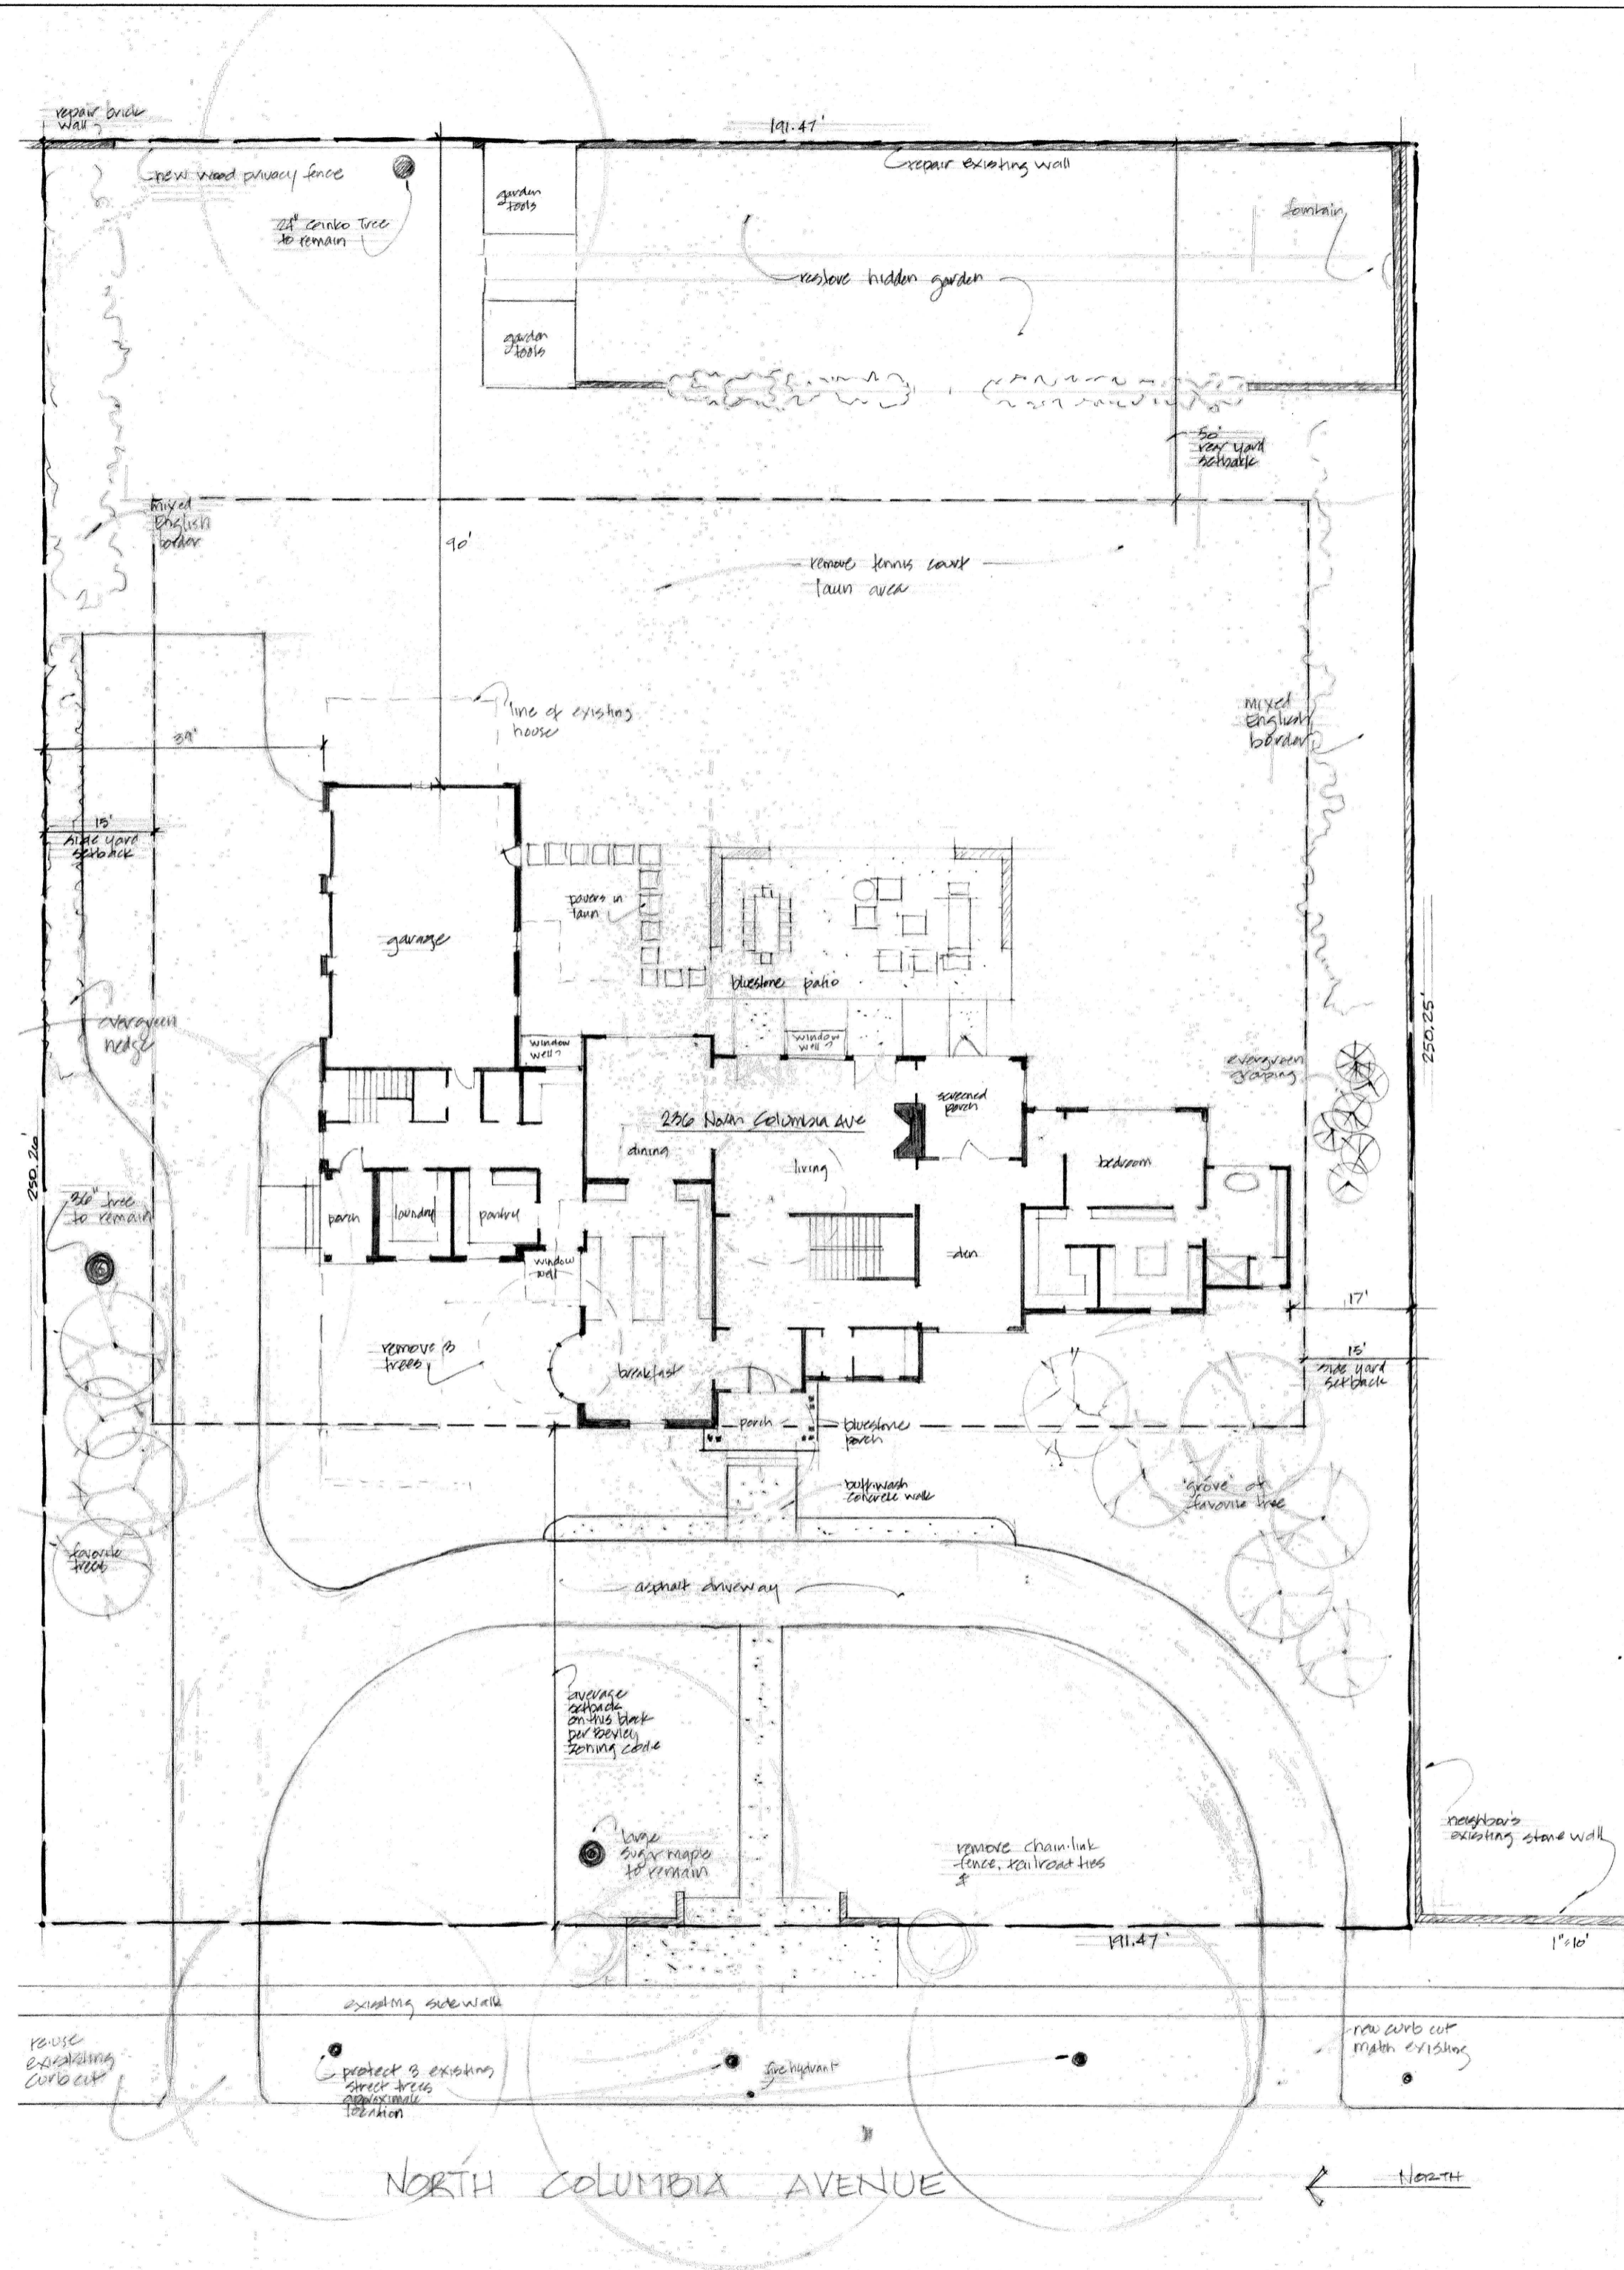 repair brick
wall
191.47'
new wood privacy fence
repair existing wall
garden
tools
fountain
24" Ginko Tree
to remain
restore hidden garden
garden
tools
50'
rear yard
setback
mixed
English
border
90'
remove tennis court
lawn area
line of existing
house
mixed
English
border
39'
15'
side yard
setback
pavers in
lawn
garage
bluestone patio
evergreen
hedge
window
well?
window
well?
250.25'
evergreen
grouping
screened
porch
236 North Columbia Ave
dining
living
bedroom
250.26'
36" tree
to remain
porch
laundry
pantry
den
window
well
17'
remove 3
trees
15'
side yard
setback
breakfast
porch
bluestone
porch
buff-wash
concrete walk
"grove" of
favorite tree
favorite
trees
asphalt driveway
average
setback
on this block
per Bexley
zoning code
large
sugar maple
to remain
remove chain-link
fence, railroad ties
&
neighbor's
existing stone wall
191.47'
1"=10'
existing sidewalk
re-use
existing
curb cut
protect 3 existing
street trees
approximate
location
fire hydrant
new curb cut
match existing
NORTH COLUMBIA AVENUE
NORTH